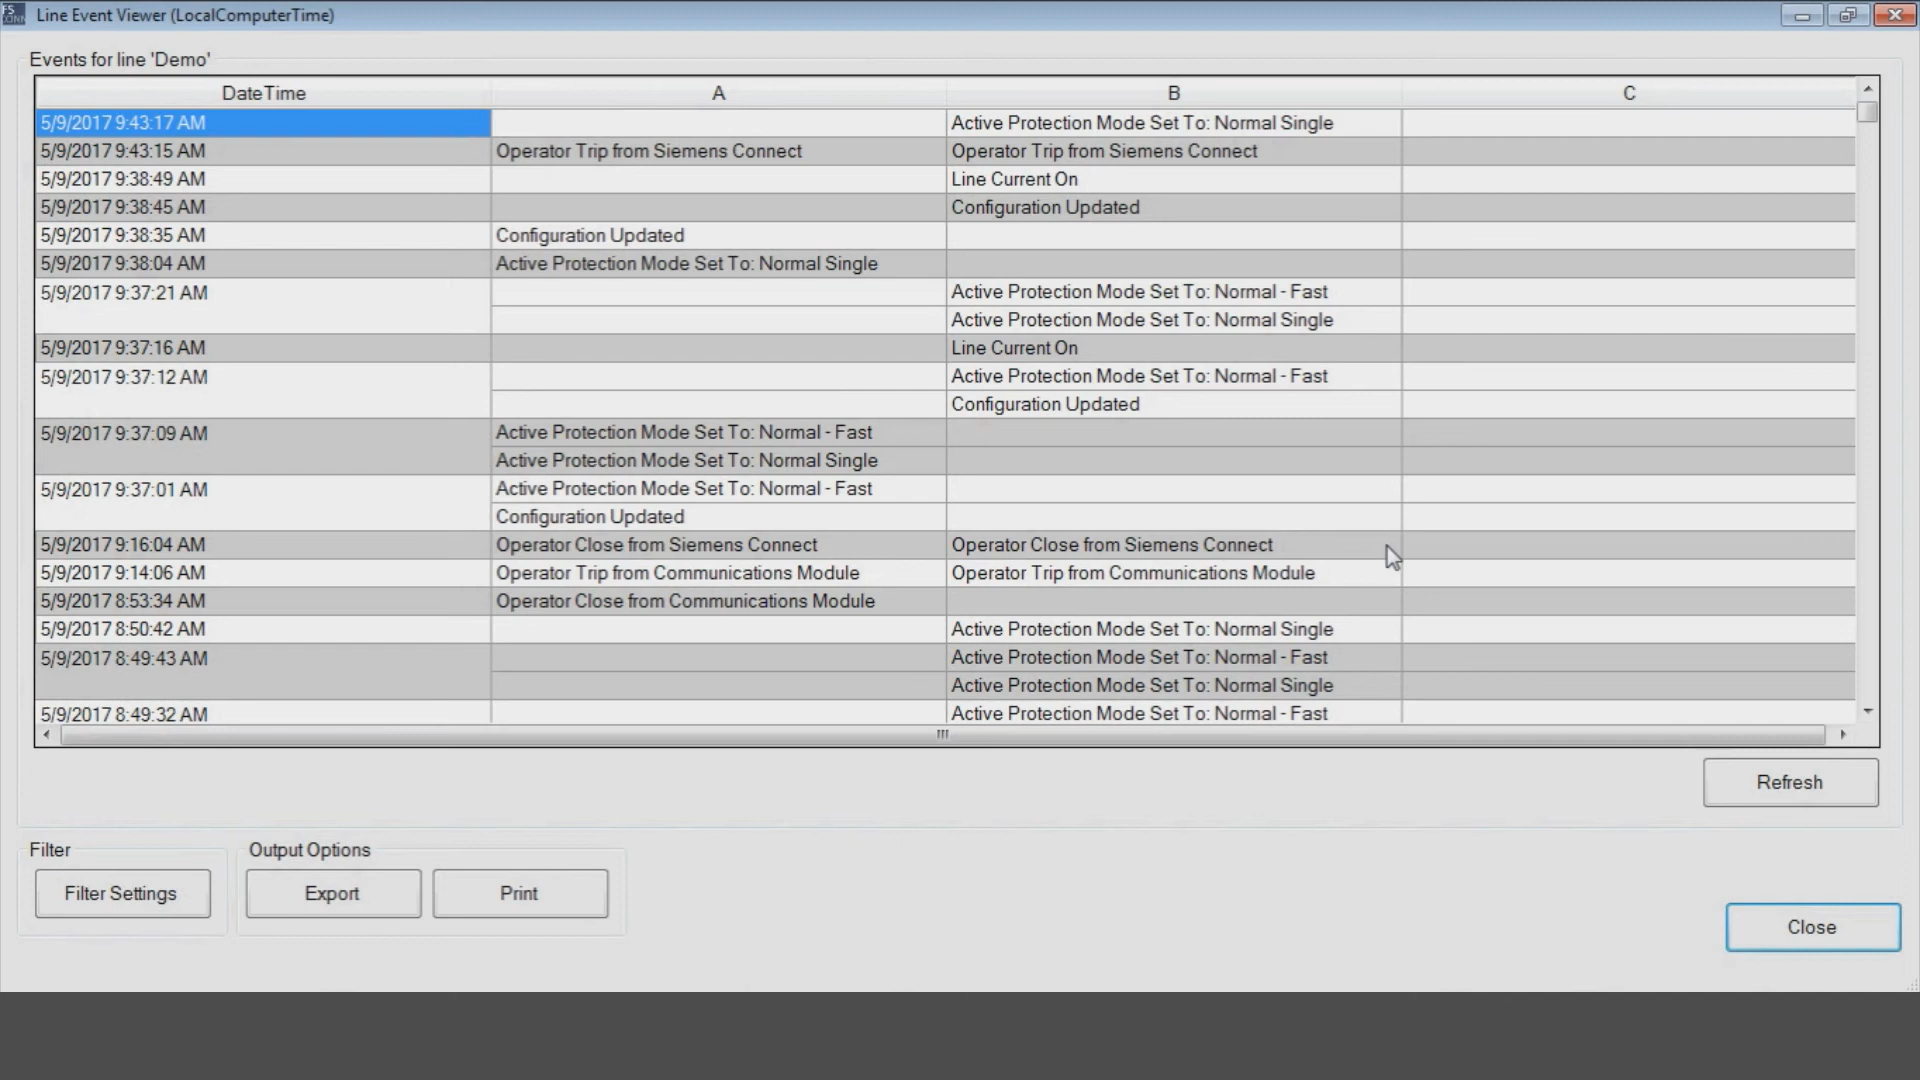 FS
CONN
Line Event Viewer (LocalComputerTime)
Events for line 'Demo'
DateTime A B C
5/9/2017 9:43:17 AM Active Protection Mode Set To: Normal Single
5/9/2017 9:43:15 AM Operator Trip from Siemens Connect Operator Trip from Siemens Connect
5/9/2017 9:38:49 AM Line Current On
5/9/2017 9:38:45 AM Configuration Updated
5/9/2017 9:38:35 AM Configuration Updated
5/9/2017 9:38:04 AM Active Protection Mode Set To: Normal Single
5/9/2017 9:37:21 AM Active Protection Mode Set To: Normal - Fast
Active Protection Mode Set To: Normal Single
5/9/2017 9:37:16 AM Line Current On
5/9/2017 9:37:12 AM Active Protection Mode Set To: Normal - Fast
Configuration Updated
5/9/2017 9:37:09 AM Active Protection Mode Set To: Normal - Fast
Active Protection Mode Set To: Normal Single
5/9/2017 9:37:01 AM Active Protection Mode Set To: Normal - Fast
Configuration Updated
5/9/2017 9:16:04 AM Operator Close from Siemens Connect Operator Close from Siemens Connect
5/9/2017 9:14:06 AM Operator Trip from Communications Module Operator Trip from Communications Module
5/9/2017 8:53:34 AM Operator Close from Communications Module
5/9/2017 8:50:42 AM Active Protection Mode Set To: Normal Single
5/9/2017 8:49:43 AM Active Protection Mode Set To: Normal - Fast
Active Protection Mode Set To: Normal Single
5/9/2017 8:49:32 AM Active Protection Mode Set To: Normal - Fast
Refresh
Filter Output Options
Filter Settings Export Print
Close